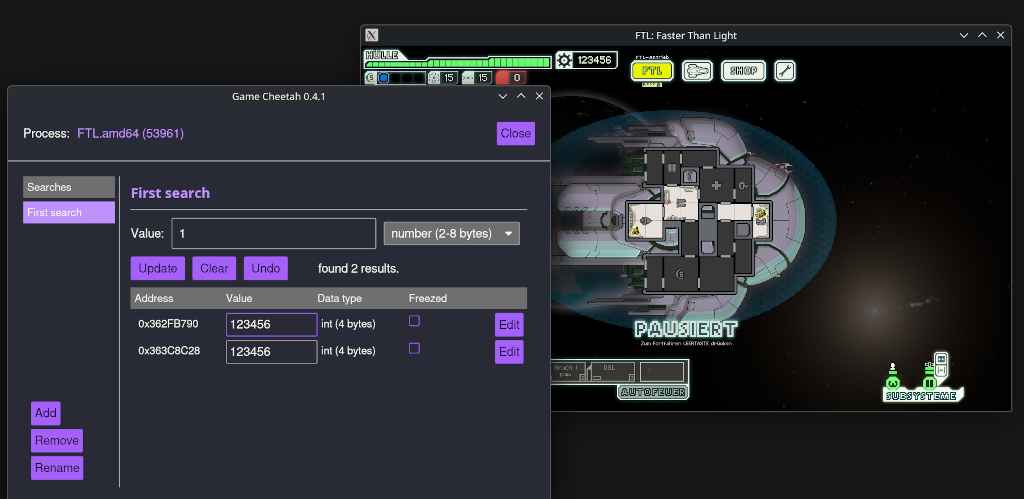 FTL: Faster Than Light
HÜLLE
123456
FTL-Antrieb
FTL
SHOP
15
15
0
Game Cheetah 0.4.1
Process: FTL.amd64 (53961)
Close
Searches
First search
First search
Value: 1
number (2-8 bytes)
Update Clear Undo found 2 results.
Address Value Data type Freezed
0x362FB790 123456 int (4 bytes) Edit
0x363C8C28 123456 int (4 bytes) Edit
Add
Remove
Rename
PAUSIERT
Zum Fortfahren LEERTASTE drücken
DSL
AUTOFEUER
SUBSYSTEME